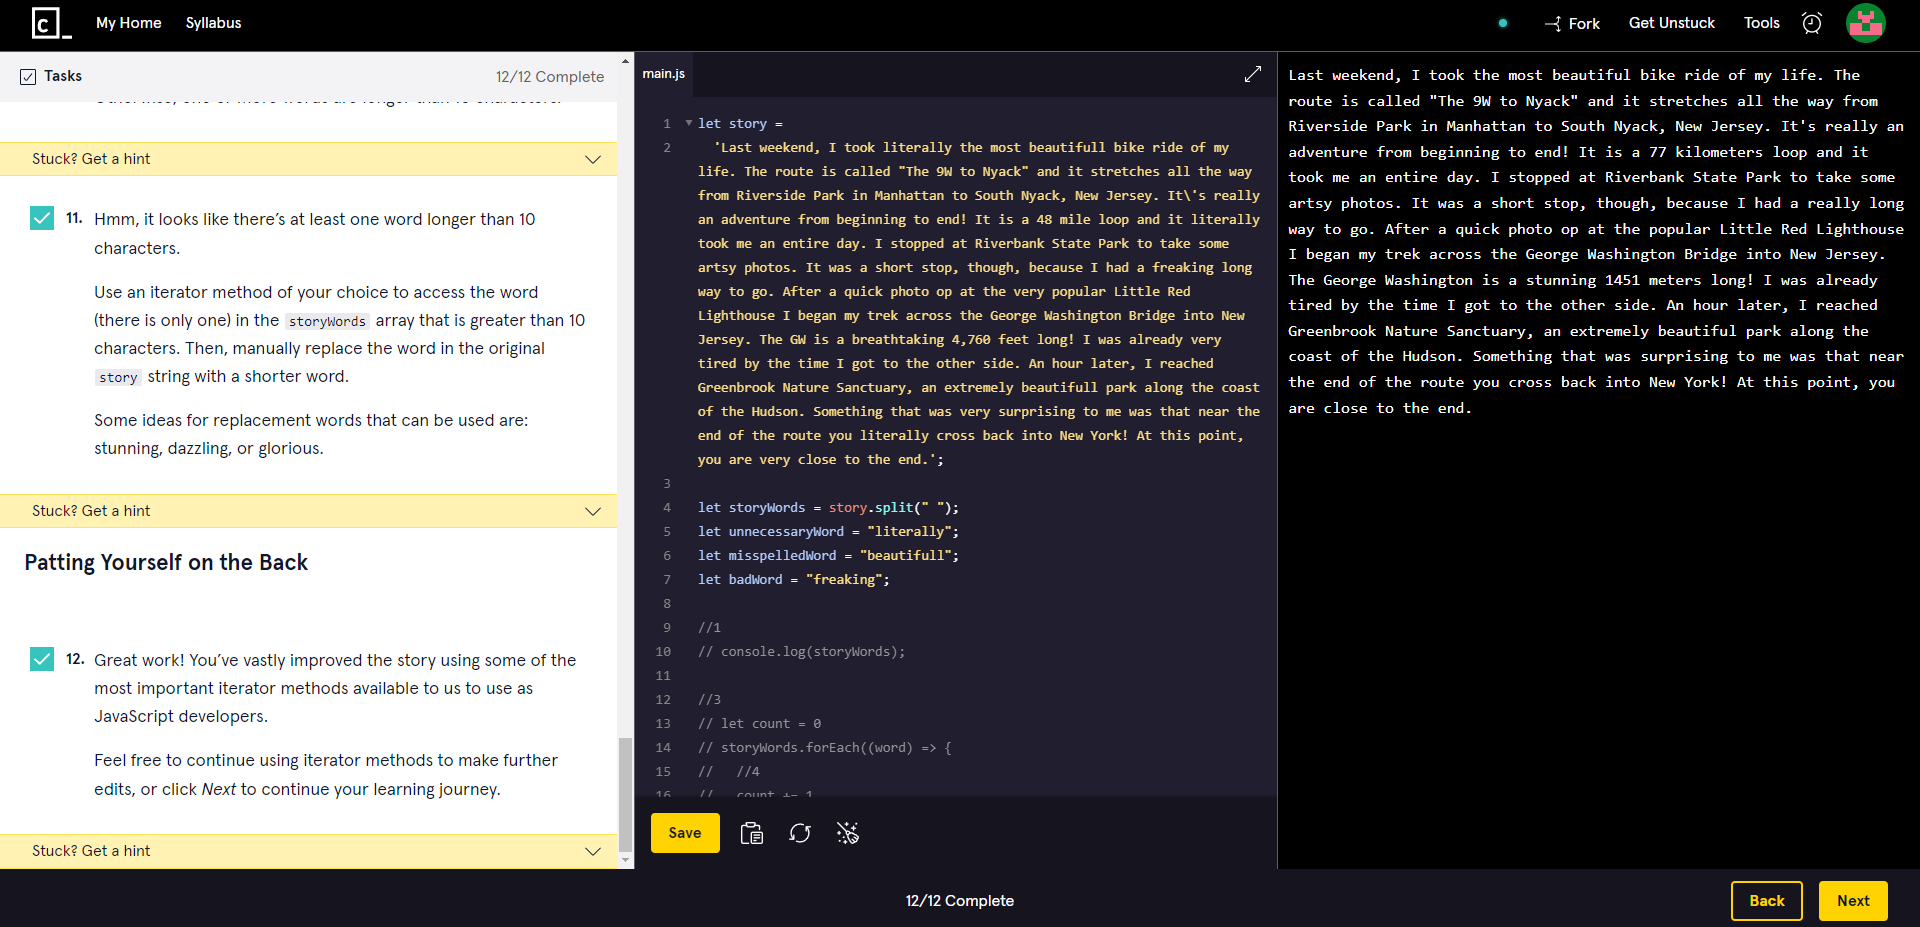 c_
My Home
Syllabus
Fork
Get Unstuck
Tools
Tasks
12/12 Complete
Stuck? Get a hint
11. Hmm, it looks like there's at least one word longer than 10
characters.
Use an iterator method of your choice to access the word
(there is only one) in the storyWords array that is greater than 10
characters. Then, manually replace the word in the original
story string with a shorter word.
Some ideas for replacement words that can be used are:
stunning, dazzling, or glorious.
Stuck? Get a hint
Patting Yourself on the Back
12. Great work! You've vastly improved the story using some of the
most important iterator methods available to us to use as
JavaScript developers.
Feel free to continue using iterator methods to make further
edits, or click Next to continue your learning journey.
Stuck? Get a hint
main.js
1 let story =
2 'Last weekend, I took literally the most beautifull bike ride of my
life. The route is called "The 9W to Nyack" and it stretches all the way
from Riverside Park in Manhattan to South Nyack, New Jersey. It\'s really
an adventure from beginning to end! It is a 48 mile loop and it literally
took me an entire day. I stopped at Riverbank State Park to take some
artsy photos. It was a short stop, though, because I had a freaking long
way to go. After a quick photo op at the very popular Little Red
Lighthouse I began my trek across the George Washington Bridge into New
Jersey. The GW is a breathtaking 4,760 feet long! I was already very
tired by the time I got to the other side. An hour later, I reached
Greenbrook Nature Sanctuary, an extremely beautifull park along the coast
of the Hudson. Something that was very surprising to me was that near the
end of the route you literally cross back into New York! At this point,
you are very close to the end.';
3
4 let storyWords = story.split(" ");
5 let unnecessaryWord = "literally";
6 let misspelledWord = "beautifull";
7 let badWord = "freaking";
8
9 //1
10 // console.log(storyWords);
11
12 //3
13 // let count = 0
14 // storyWords.forEach((word) => {
15 //   //4
16 //   count += 1
Save
Last weekend, I took the most beautiful bike ride of my life. The
route is called "The 9W to Nyack" and it stretches all the way from
Riverside Park in Manhattan to South Nyack, New Jersey. It's really an
adventure from beginning to end! It is a 77 kilometers loop and it
took me an entire day. I stopped at Riverbank State Park to take some
artsy photos. It was a short stop, though, because I had a really long
way to go. After a quick photo op at the popular Little Red Lighthouse
I began my trek across the George Washington Bridge into New Jersey.
The George Washington is a stunning 1451 meters long! I was already
tired by the time I got to the other side. An hour later, I reached
Greenbrook Nature Sanctuary, an extremely beautiful park along the
coast of the Hudson. Something that was surprising to me was that near
the end of the route you cross back into New York! At this point, you
are close to the end.
12/12 Complete
Back
Next